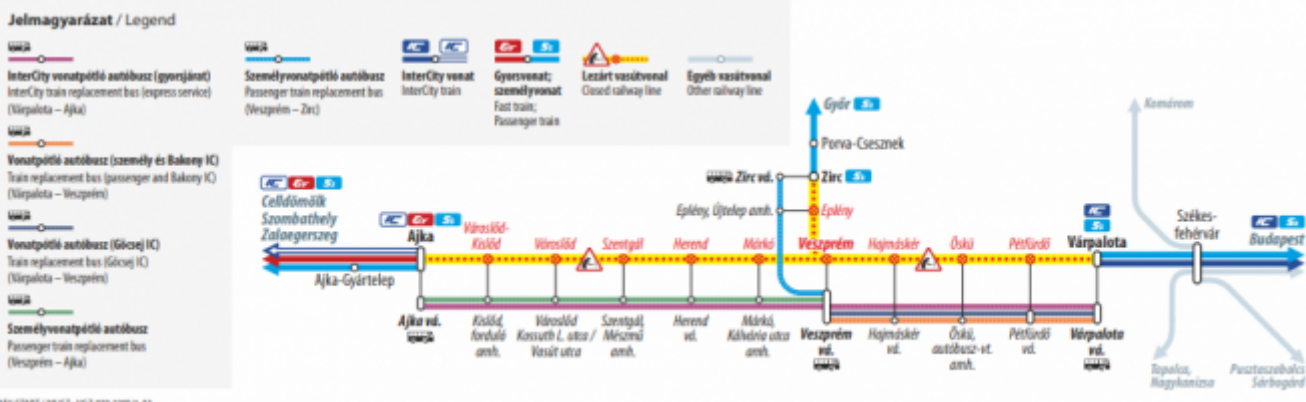 Jelmagyarázat / Legend
InterCity vonatpótló autóbusz (gyorsjárat)
InterCity train replacement bus (express service)
(Várpalota – Ajka)
Vonatpótló autóbusz (személy és Bakony IC)
Train replacement bus (passenger and Bakony IC)
(Várpalota – Veszprém)
Vonatpótló autóbusz (Göcsej IC)
Train replacement bus (Göcsej IC)
(Várpalota – Veszprém)
Személyvonatpótló autóbusz
Passenger train replacement bus
(Veszprém – Ajka)
Személyvonatpótló autóbusz
Passenger train replacement bus
(Veszprém – Zirc)
IC IC
InterCity vonat
InterCity train
Gyorsvonat;
személyvonat
Fast train;
Passenger train
Lezárt vasútvonal
Closed railway line
Egyéb vasútvonal
Other railway line
Győr
Porva-Csesznek
Zirc vá. Zirc
Eplény, Újtelep amh. Eplény
Komárom
Celldömölk
Szombathely
Zalaegerszeg
Ajka
Városlőd-
Kislőd
Városlőd
Szentgál
Herend
Márkó
Veszprém
Hajmáskér
Öskü
Pétfürdő
Várpalota
Székes-
fehérvár
Budapest
Ajka-Gyártelep
Ajka vá.
Kislőd,
forduló
amh.
Városlőd
Kossuth L. utca /
Vasút utca
Szentgál,
Mészmű
amh.
Herend
vá.
Márkó,
Kálvária utca
amh.
Veszprém
vá.
Hajmáskér
vá.
Öskü,
autóbusz-vt.
amh.
Pétfürdő
vá.
Várpalota
vá.
Tapolca,
Nagykanizsa
Pusztaszabolcs
Sárbogárd